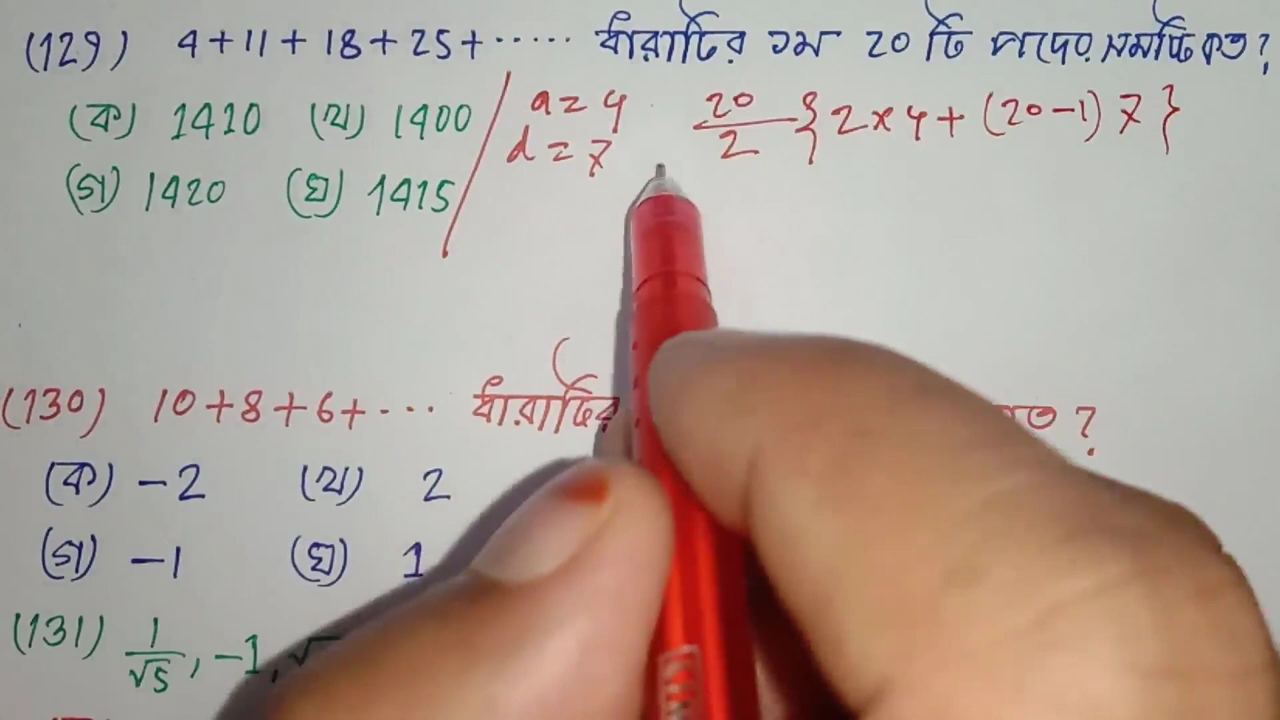 (129) 4+11+18+25+..... ধারাটির ১ম 20 টি পদের সমষ্টি কত?
(ক) 1410 (খ) 1400
(গ) 1420 (ঘ) 1415
a=4
d=7
20/2 {2×4+(20-1)7}
(130) 10+8+6+... ধারাটির ?
(ক) -2 (খ) 2
(গ) -1 (ঘ) 1
(131) 1/√5, -1, √